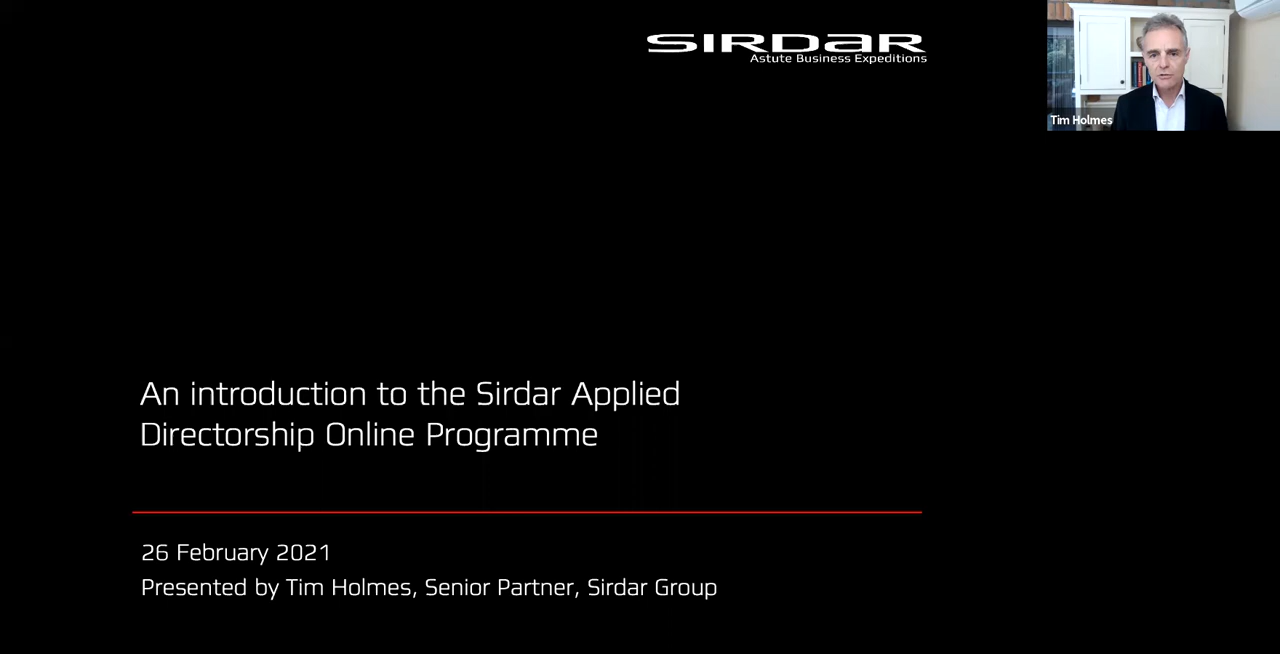 SIRDAR
Astute Business Expeditions
Tim Holmes
An introduction to the Sirdar Applied
Directorship Online Programme
26 February 2021
Presented by Tim Holmes, Senior Partner, Sirdar Group